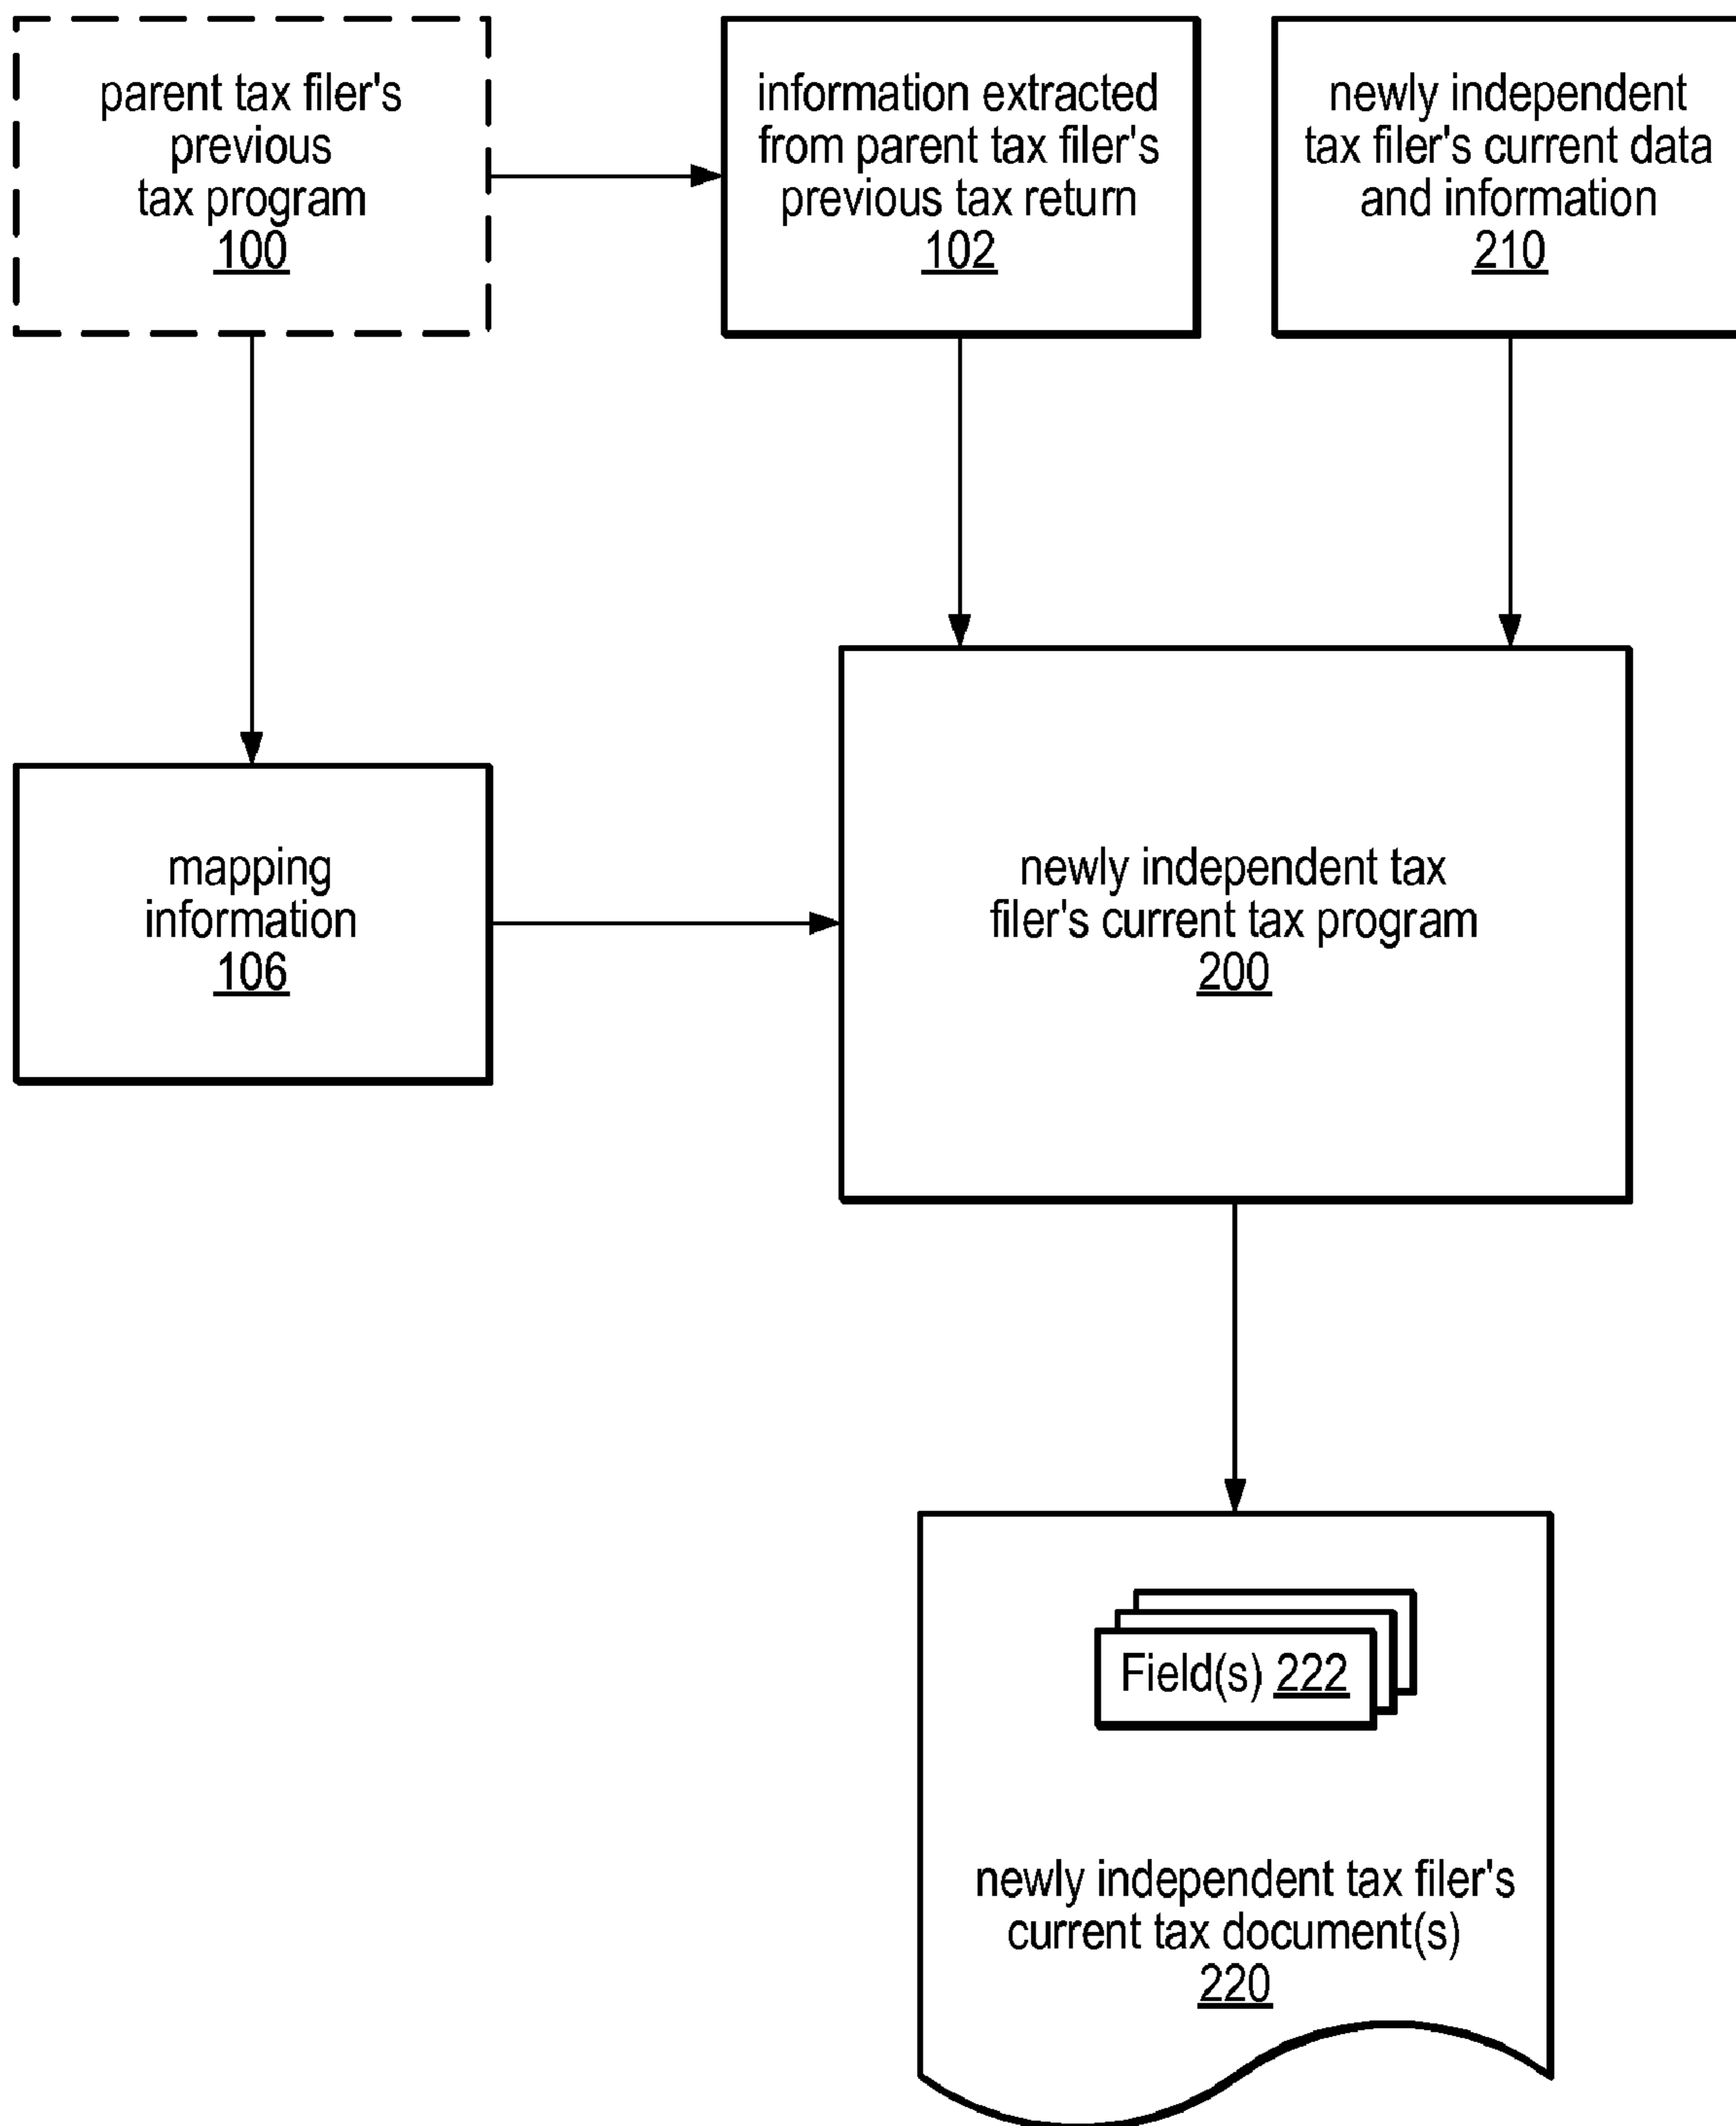 parent tax filer's
previous
tax program
100
information extracted
from parent tax filer's
previous tax return
102
newly independent
tax filer's current data
and information
210
mapping
information
106
newly independent tax
filer's current tax program
200
Field(s) 222
newly independent tax filer's
current tax document(s)
220